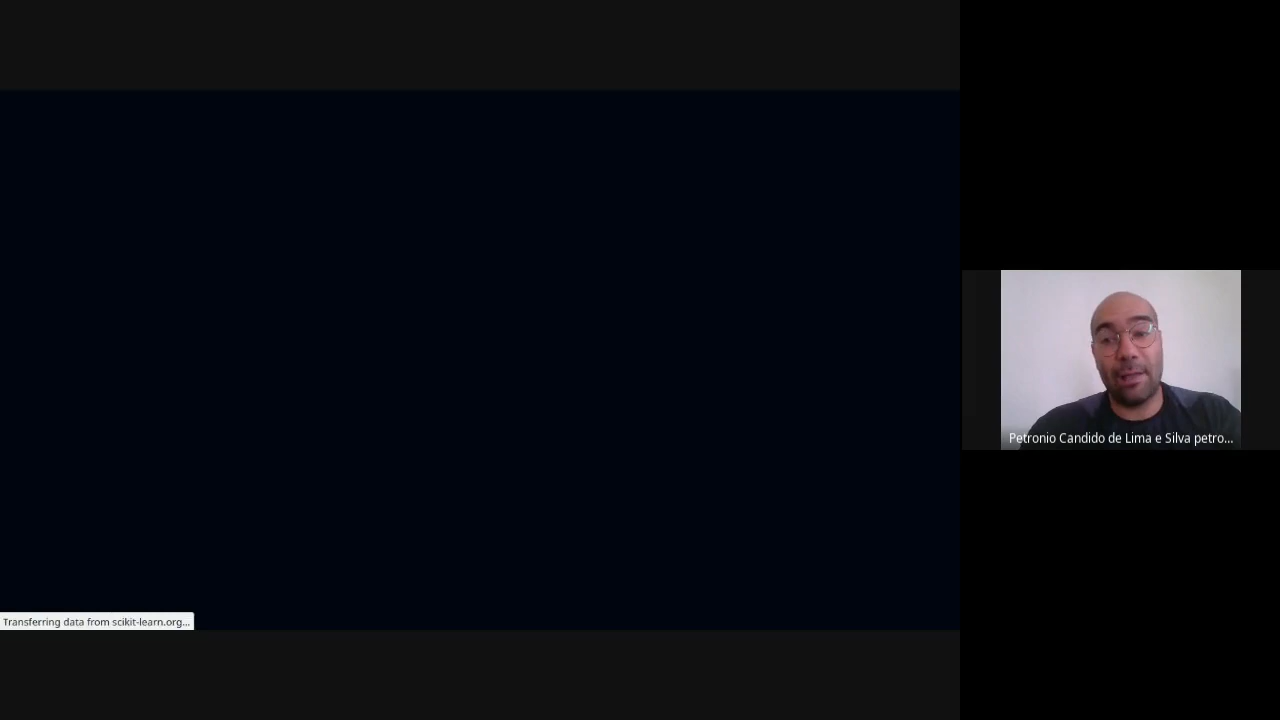 Petronio Candido de Lima e Silva petro...
Transferring data from scikit-learn.org...